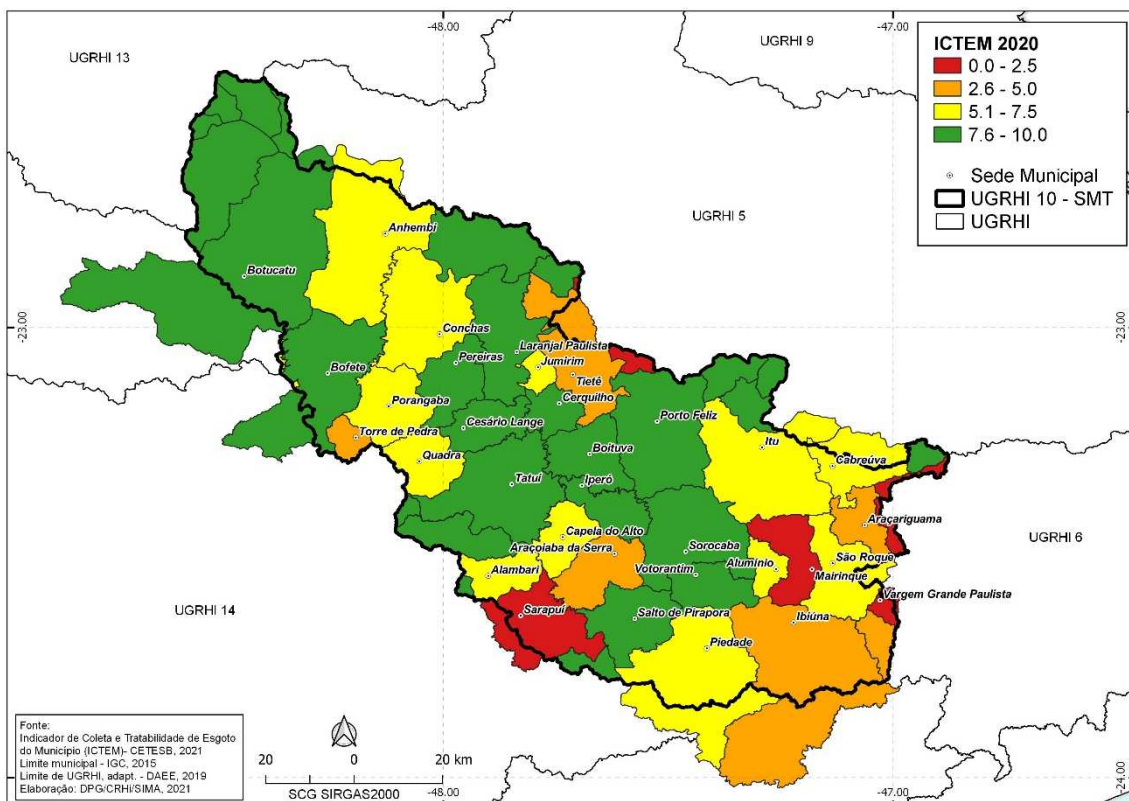 -48.00
-47.00
UGRHI 13
UGRHI 9
ICTEM 2020
0.0 - 2.5
2.6 - 5.0
5.1 - 7.5
7.6 - 10.0
Sede Municipal
UGRHI 10 - SMT
UGRHI
UGRHI 5
Anhembi
Botucatu
-23.00
-23.00
Conchas
Laranjal Paulista
Pereiras
Jumirim
Bofete
Tietê
Cerquilho
Porangaba
Porto Feliz
Cesário Lange
Torre de Pedra
Itu
Boituva
Quadra
Cabreúva
Tatuí
Iperó
Araçariguama
Capela do Alto
UGRHI 6
Araçoiaba da Serra
Sorocaba
São Roque
Alambari
Votorantim
Alumínio
Mairinque
Vargem Grande Paulista
UGRHI 14
Sarapuí
Salto de Pirapora
Ibiúna
Piedade
Fonte:
Indicador de Coleta e Tratabilidade de Esgoto
do Município (ICTEM)- CETESB, 2021
Limite municipal - IGC, 2015
Limite de UGRHI, adapt. - DAEE, 2019
Elaboração: DPG/CRHI/SIMA, 2021
20 0 20 km
SCG SIRGAS2000
-48.00
-47.00
-24.00